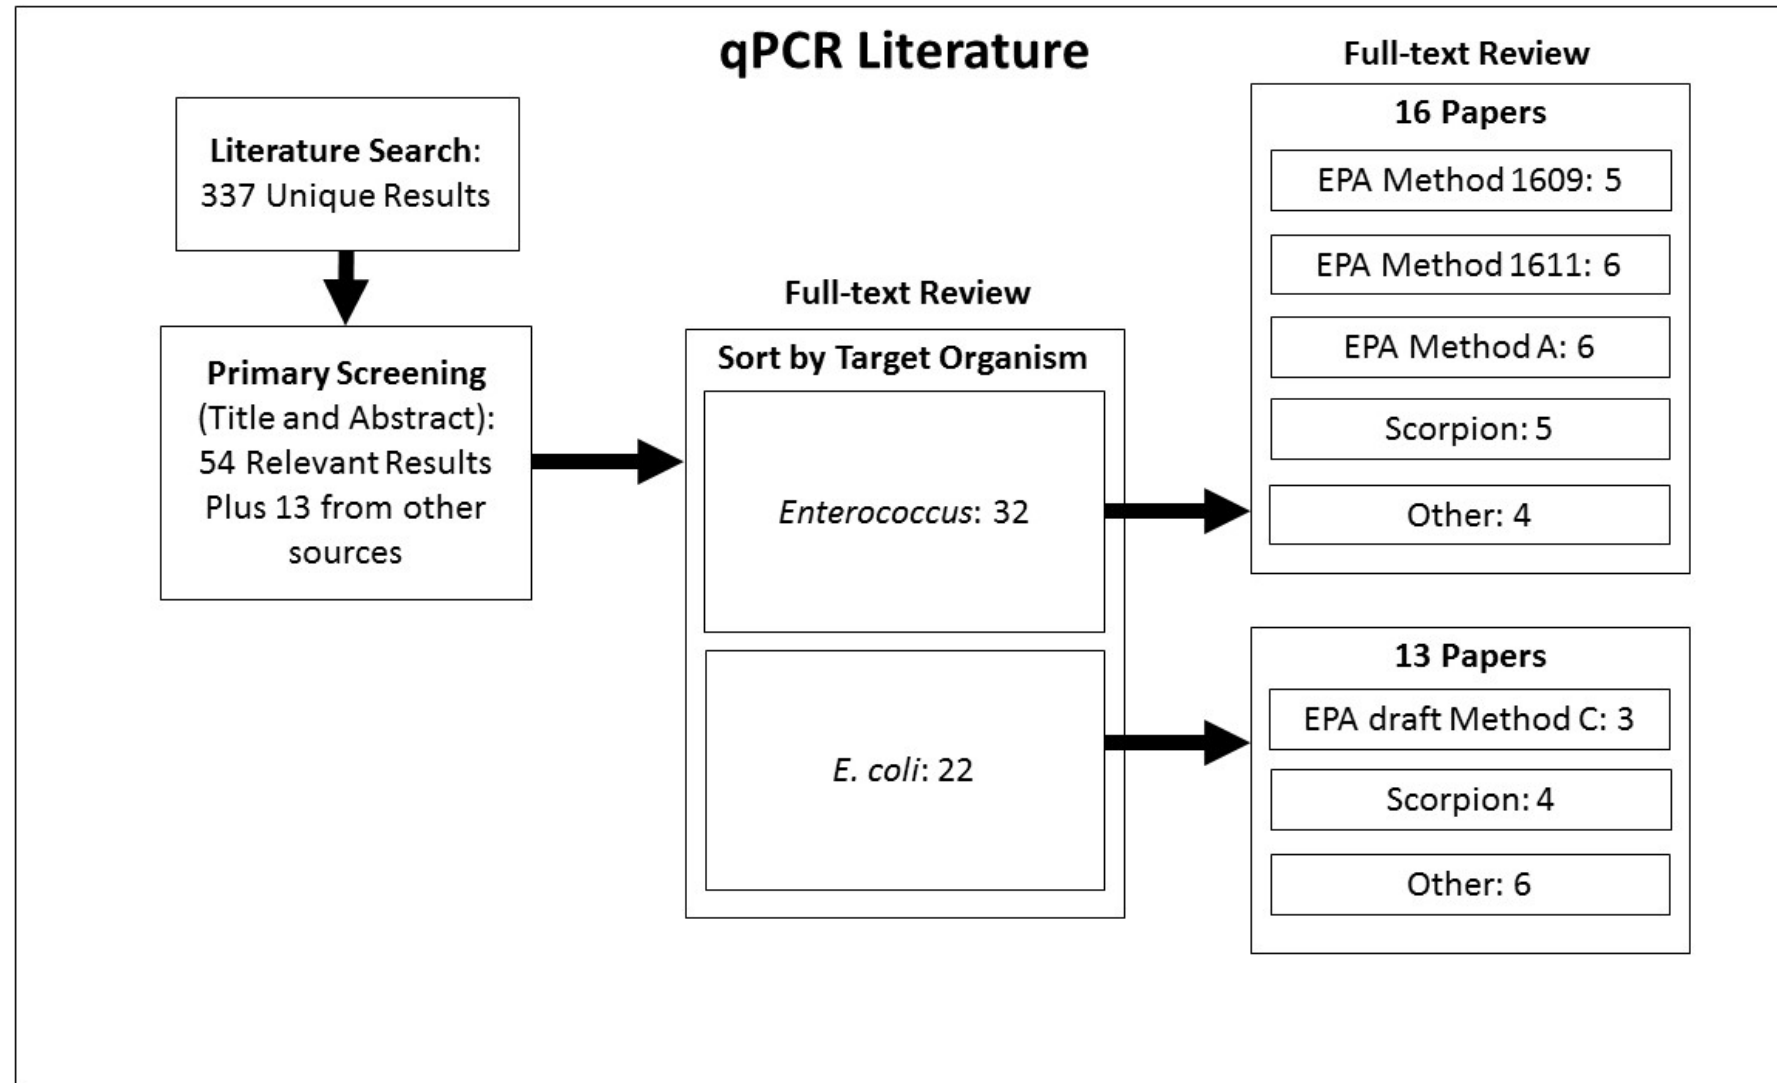 qPCR Literature
Literature Search:
337 Unique Results
Primary Screening
(Title and Abstract):
54 Relevant Results
Plus 13 from other
sources
Full-text Review
Sort by Target Organism
Enterococcus: 32
E. coli: 22
Full-text Review
16 Papers
EPA Method 1609: 5
EPA Method 1611: 6
EPA Method A: 6
Scorpion: 5
Other: 4
13 Papers
EPA draft Method C: 3
Scorpion: 4
Other: 6